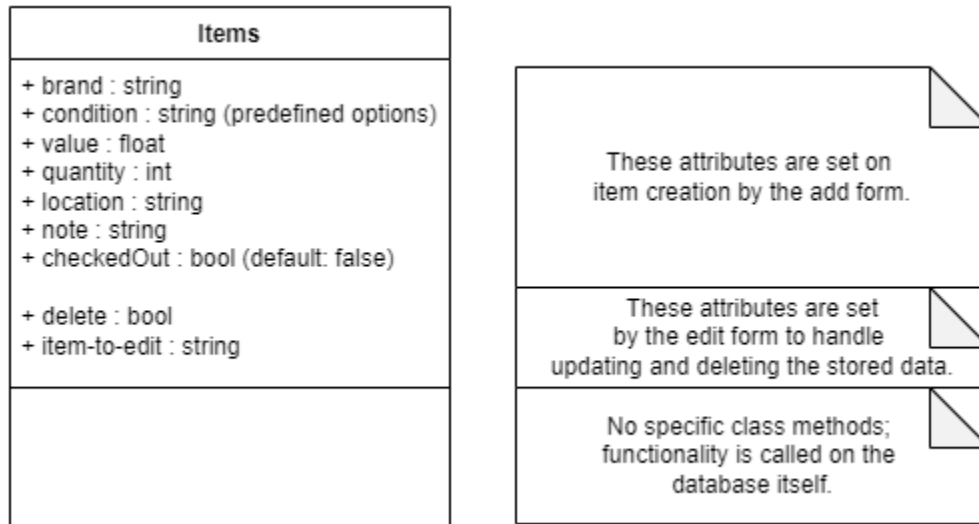 Items
+ brand : string
+ condition : string (predefined options)
+ value : float
+ quantity : int
+ location : string
+ note : string
+ checkedOut : bool (default: false)
+ delete : bool
+ item-to-edit : string
These attributes are set on
item creation by the add form.
These attributes are set
by the edit form to handle
updating and deleting the stored data.
No specific class methods;
functionality is called on the
database itself.